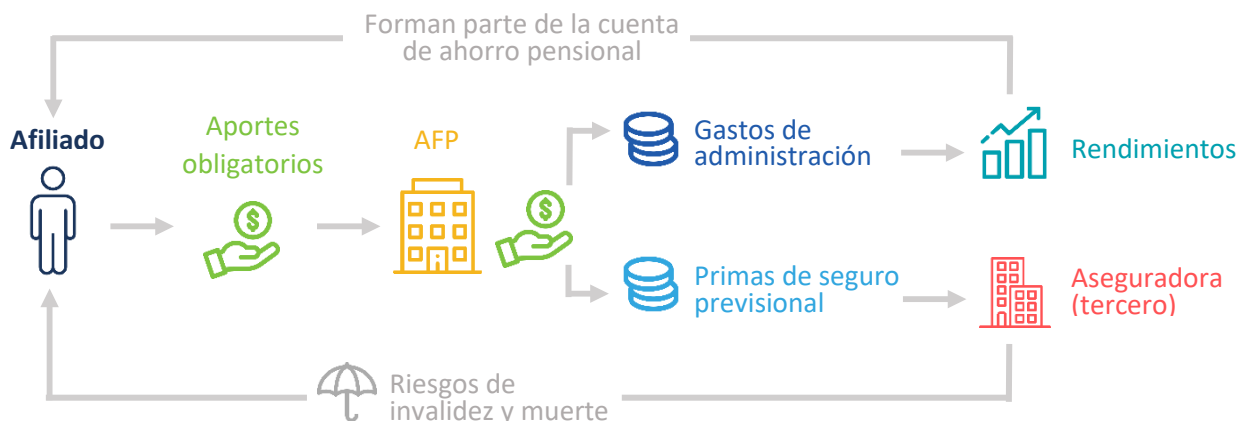 Forman parte de la cuenta
de ahorro pensional
Afiliado
Aportes
obligatorios
AFP
Gastos de
administración
Rendimientos
Primas de seguro
previsional
Aseguradora
(tercero)
Riesgos de
invalidez y muerte